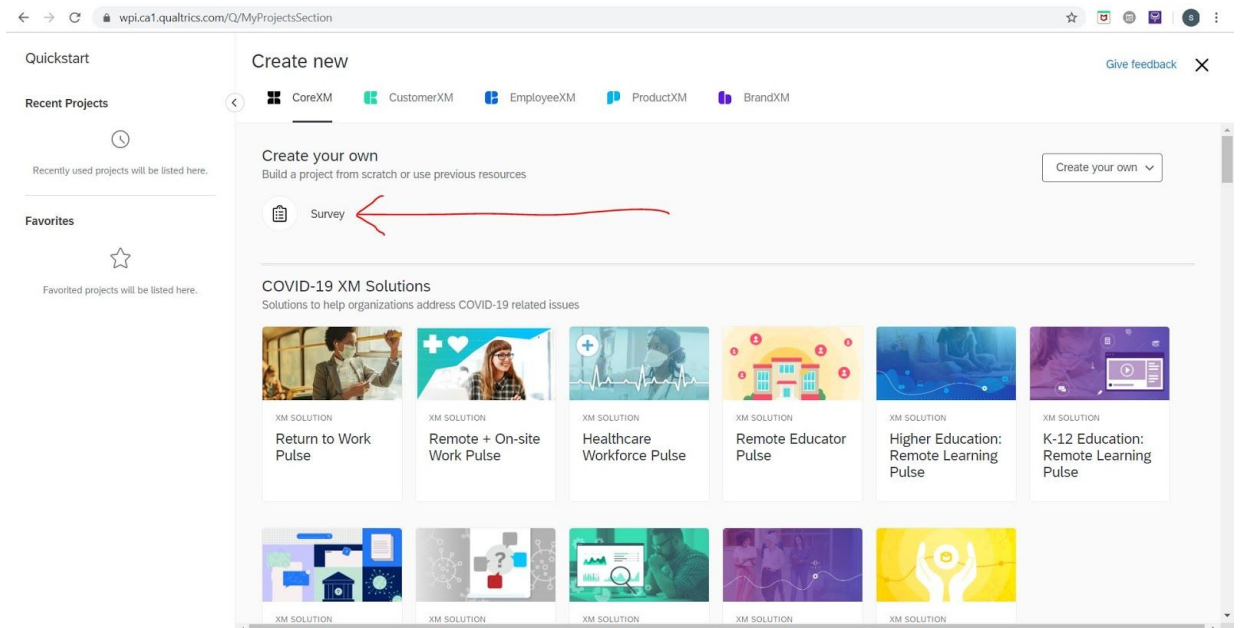 wpi.ca1.qualtrics.com/Q/MyProjectsSection
S
Quickstart
Recent Projects
Recently used projects will be listed here.
Favorites
Favorited projects will be listed here.
Create new
Give feedback
CoreXM
CustomerXM
EmployeeXM
ProductXM
BrandXM
Create your own
Build a project from scratch or use previous resources
Create your own
Survey
COVID-19 XM Solutions
Solutions to help organizations address COVID-19 related issues
XM SOLUTION
Return to Work
Pulse
XM SOLUTION
Remote + On-site
Work Pulse
XM SOLUTION
Healthcare
Workforce Pulse
XM SOLUTION
Remote Educator
Pulse
XM SOLUTION
Higher Education:
Remote Learning
Pulse
XM SOLUTION
K-12 Education:
Remote Learning
Pulse
?
XM SOLUTION
XM SOLUTION
XM SOLUTION
XM SOLUTION
XM SOLUTION